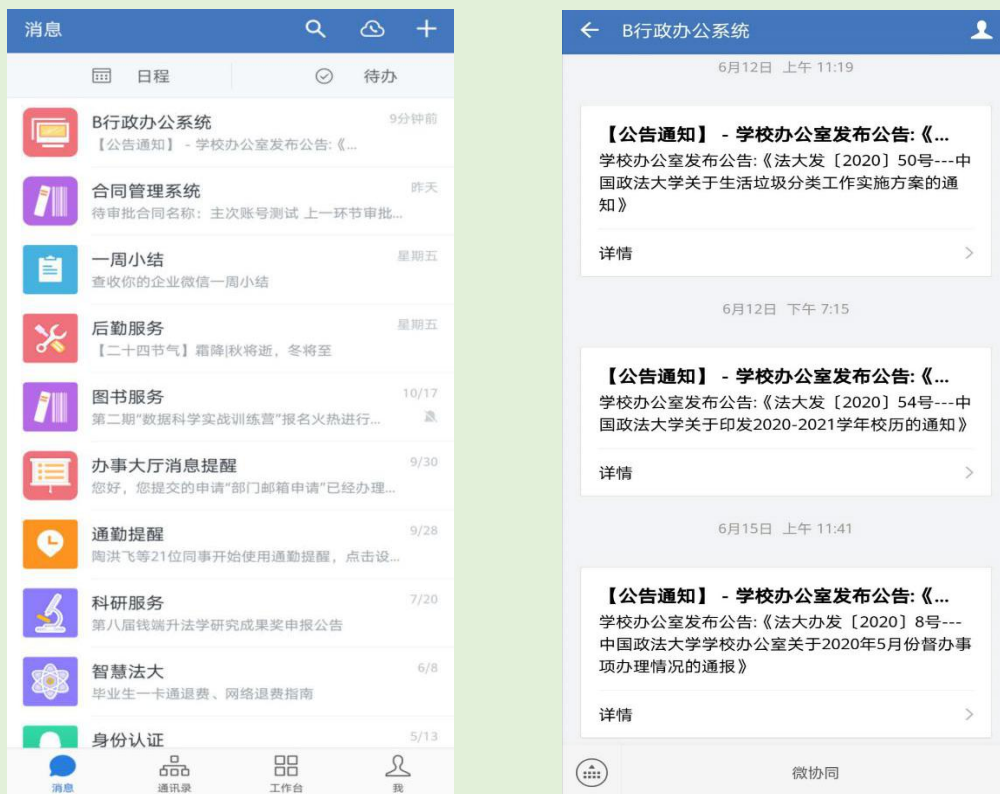 消息
日程
待办
B行政办公系统
9分钟前
【公告通知】 - 学校办公室发布公告:《...
合同管理系统
昨天
待审批合同名称：主次账号测试 上一环节审批...
一周小结
星期五
查收你的企业微信一周小结
后勤服务
星期五
【二十四节气】霜降|秋将逝，冬将至
图书服务
10/17
第二期"数据科学实战训练营"报名火热进行...
办事大厅消息提醒
9/30
您好，您提交的申请"部门邮箱申请"已经办理...
通勤提醒
9/28
陶洪飞等21位同事开始使用通勤提醒，点击设...
科研服务
7/20
第八届钱端升法学研究成果奖申报公告
智慧法大
6/8
毕业生一卡通退费、网络退费指南
身份认证
5/13
消息
通讯录
工作台
我
B行政办公系统
6月12日 上午 11:19
【公告通知】 - 学校办公室发布公告:《...
学校办公室发布公告:《法大发〔2020〕50号---中
国政法大学关于生活垃圾分类工作实施方案的通
知》
详情
6月12日 下午 7:15
【公告通知】 - 学校办公室发布公告:《...
学校办公室发布公告:《法大发〔2020〕54号---中
国政法大学关于印发2020-2021学年校历的通知》
详情
6月15日 上午 11:41
【公告通知】 - 学校办公室发布公告:《...
学校办公室发布公告:《法大办发〔2020〕8号---
中国政法大学学校办公室关于2020年5月份督办事
项办理情况的通报》
详情
微协同